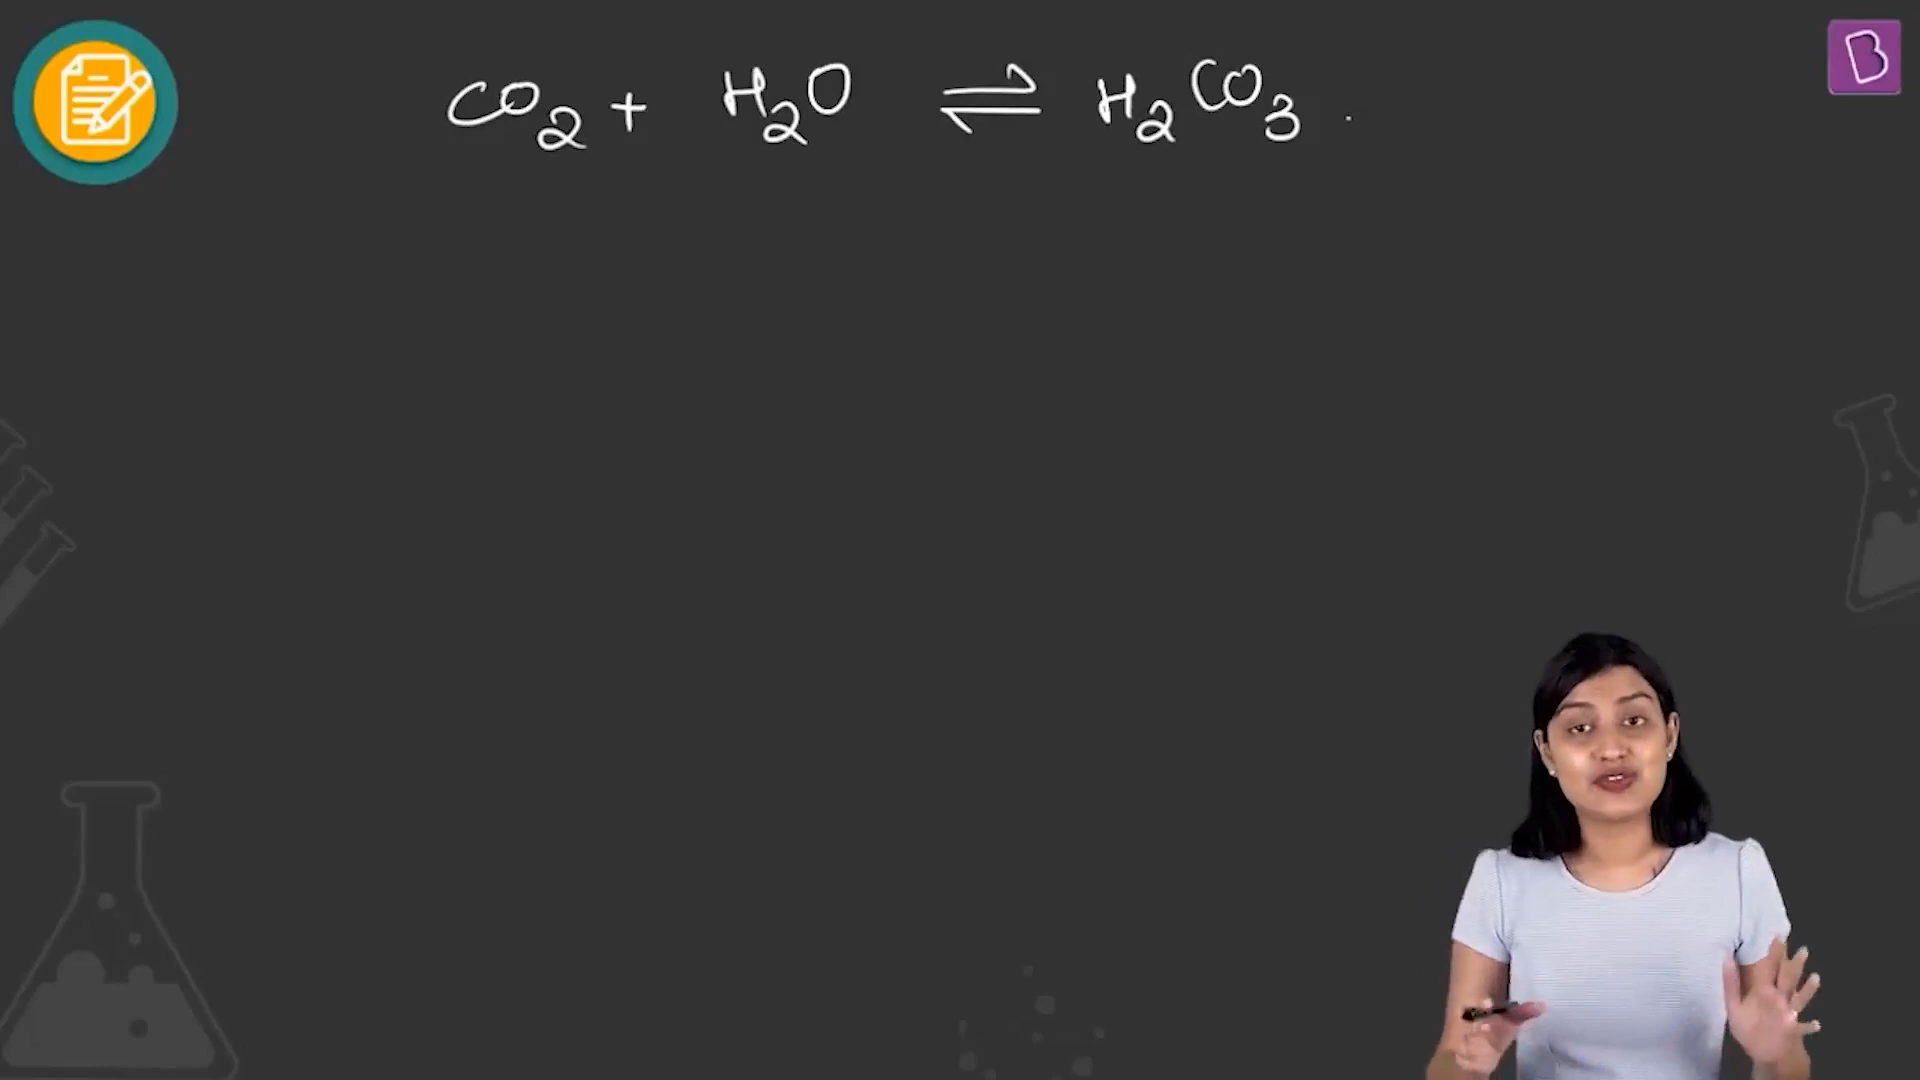 CO₂ + H₂O ⇌ H₂CO₃
B